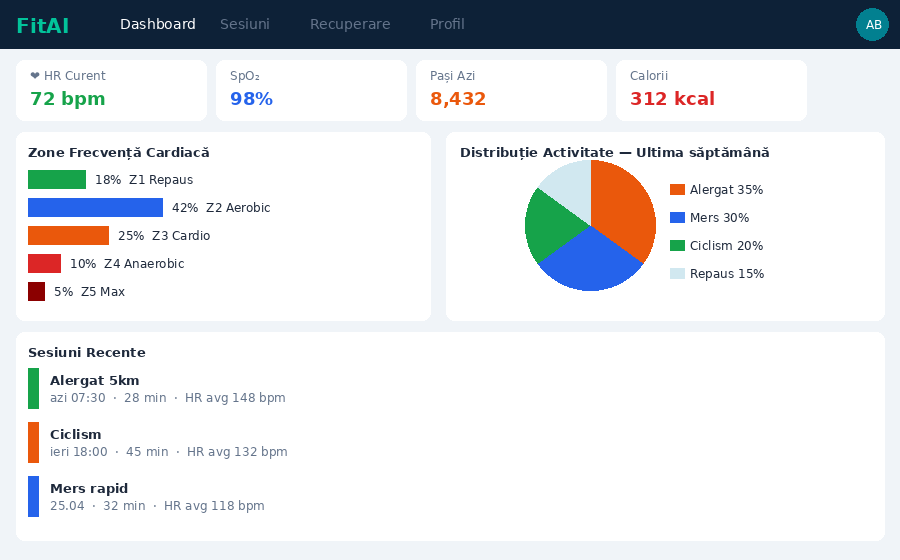 FitAI Dashboard Sesiuni Recuperare Profil AB
❤ HR Curent
72 bpm
SpO₂
98%
Pași Azi
8,432
Calorii
312 kcal
Zone Frecvență Cardiacă
18% Z1 Repaus
42% Z2 Aerobic
25% Z3 Cardio
10% Z4 Anaerobic
5% Z5 Max
Distribuție Activitate — Ultima săptămână
Alergat 35%
Mers 30%
Ciclism 20%
Repaus 15%
Sesiuni Recente
Alergat 5km
azi 07:30 · 28 min · HR avg 148 bpm
Ciclism
ieri 18:00 · 45 min · HR avg 132 bpm
Mers rapid
25.04 · 32 min · HR avg 118 bpm